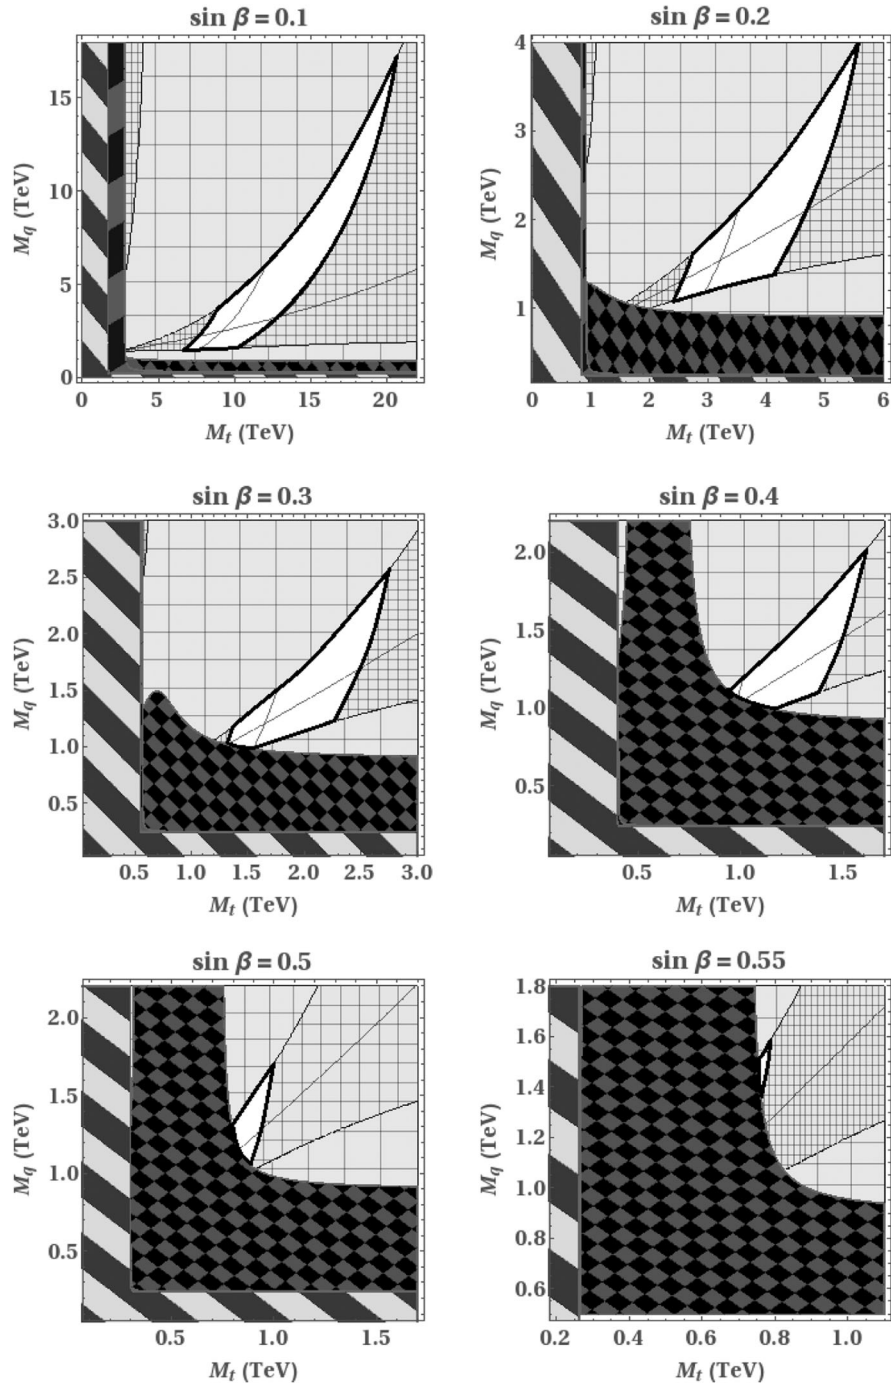 sin β = 0.1
M_q (TeV)
15
10
5
0
0 5 10 15 20
M_t (TeV)
sin β = 0.2
M_q (TeV)
4
3
2
1
0 1 2 3 4 5 6
M_t (TeV)
sin β = 0.3
M_q (TeV)
3.0
2.5
2.0
1.5
1.0
0.5
0.5 1.0 1.5 2.0 2.5 3.0
M_t (TeV)
sin β = 0.4
M_q (TeV)
2.0
1.5
1.0
0.5
0.5 1.0 1.5
M_t (TeV)
sin β = 0.5
M_q (TeV)
2.0
1.5
1.0
0.5
0.5 1.0 1.5
M_t (TeV)
sin β = 0.55
M_q (TeV)
1.8
1.6
1.4
1.2
1.0
0.8
0.6
0.2 0.4 0.6 0.8 1.0
M_t (TeV)